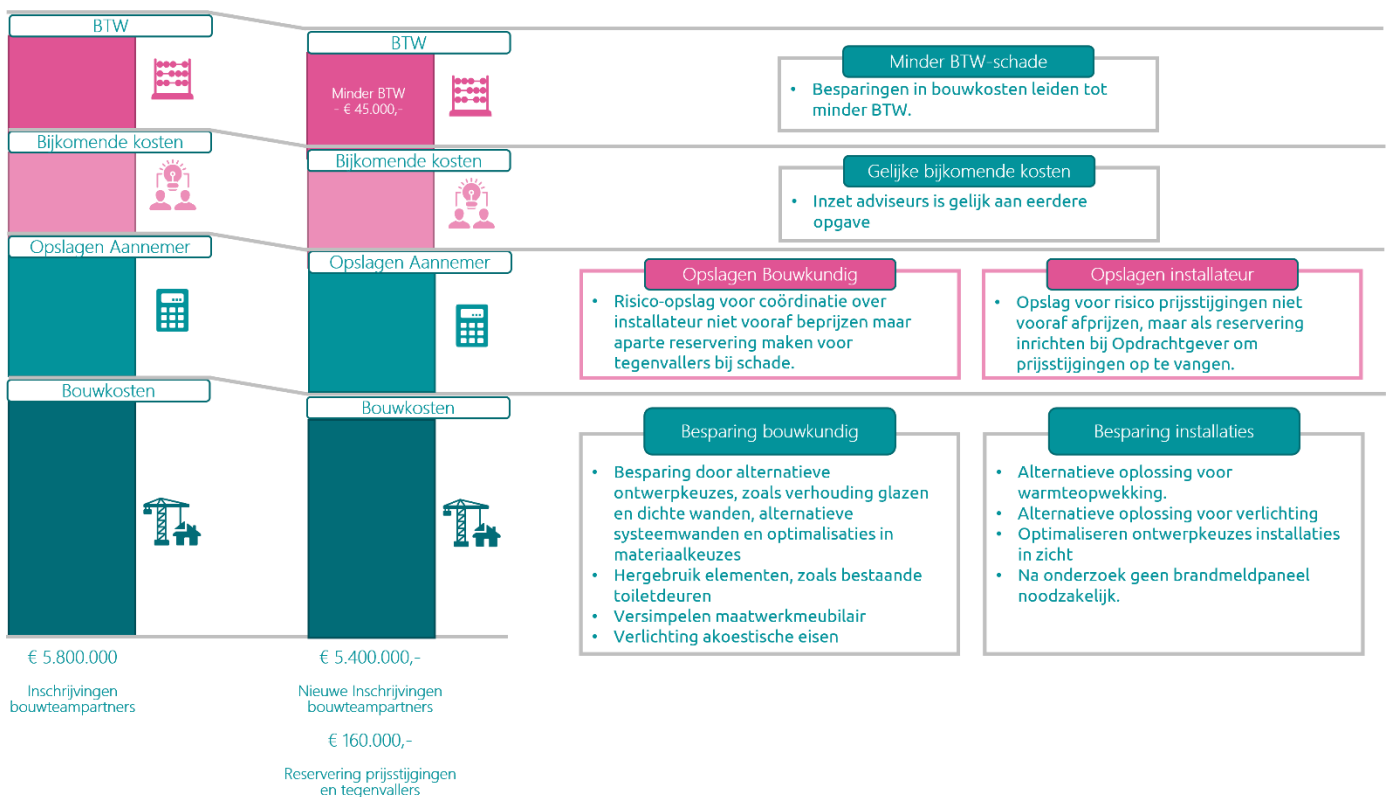 BTW
Bijkomende kosten
Opslagen Aannemer
Bouwkosten
€ 5.800.000
Inschrijvingen
bouwteampartners
BTW
Minder BTW
- € 45.000,-
Bijkomende kosten
Opslagen Aannemer
Bouwkosten
€ 5.400.000,-
Nieuwe Inschrijvingen
bouwteampartners
€ 160.000,-
Reservering prijsstijgingen
en tegenvallers
Minder BTW-schade
• Besparingen in bouwkosten leiden tot
minder BTW.
Gelijke bijkomende kosten
• Inzet adviseurs is gelijk aan eerdere
opgave
Opslagen Bouwkundig
• Risico-opslag voor coördinatie over
installateur niet vooraf beprijzen maar
aparte reservering maken voor
tegenvallers bij schade.
Opslagen installateur
• Opslag voor risico prijsstijgingen niet
vooraf afprijzen, maar als reservering
inrichten bij Opdrachtgever om
prijsstijgingen op te vangen.
Besparing bouwkundig
• Besparing door alternatieve
ontwerpkeuzes, zoals verhouding glazen
en dichte wanden, alternatieve
systeemwanden en optimalisaties in
materiaalkeuzes
• Hergebruik elementen, zoals bestaande
toiletdeuren
• Versimpelen maatwerkmeubilair
• Verlichting akoestische eisen
Besparing installaties
• Alternatieve oplossing voor
warmteopwekking.
• Alternatieve oplossing voor verlichting
• Optimaliseren ontwerpkeuzes installaties
in zicht
• Na onderzoek geen brandmeldpaneel
noodzakelijk.